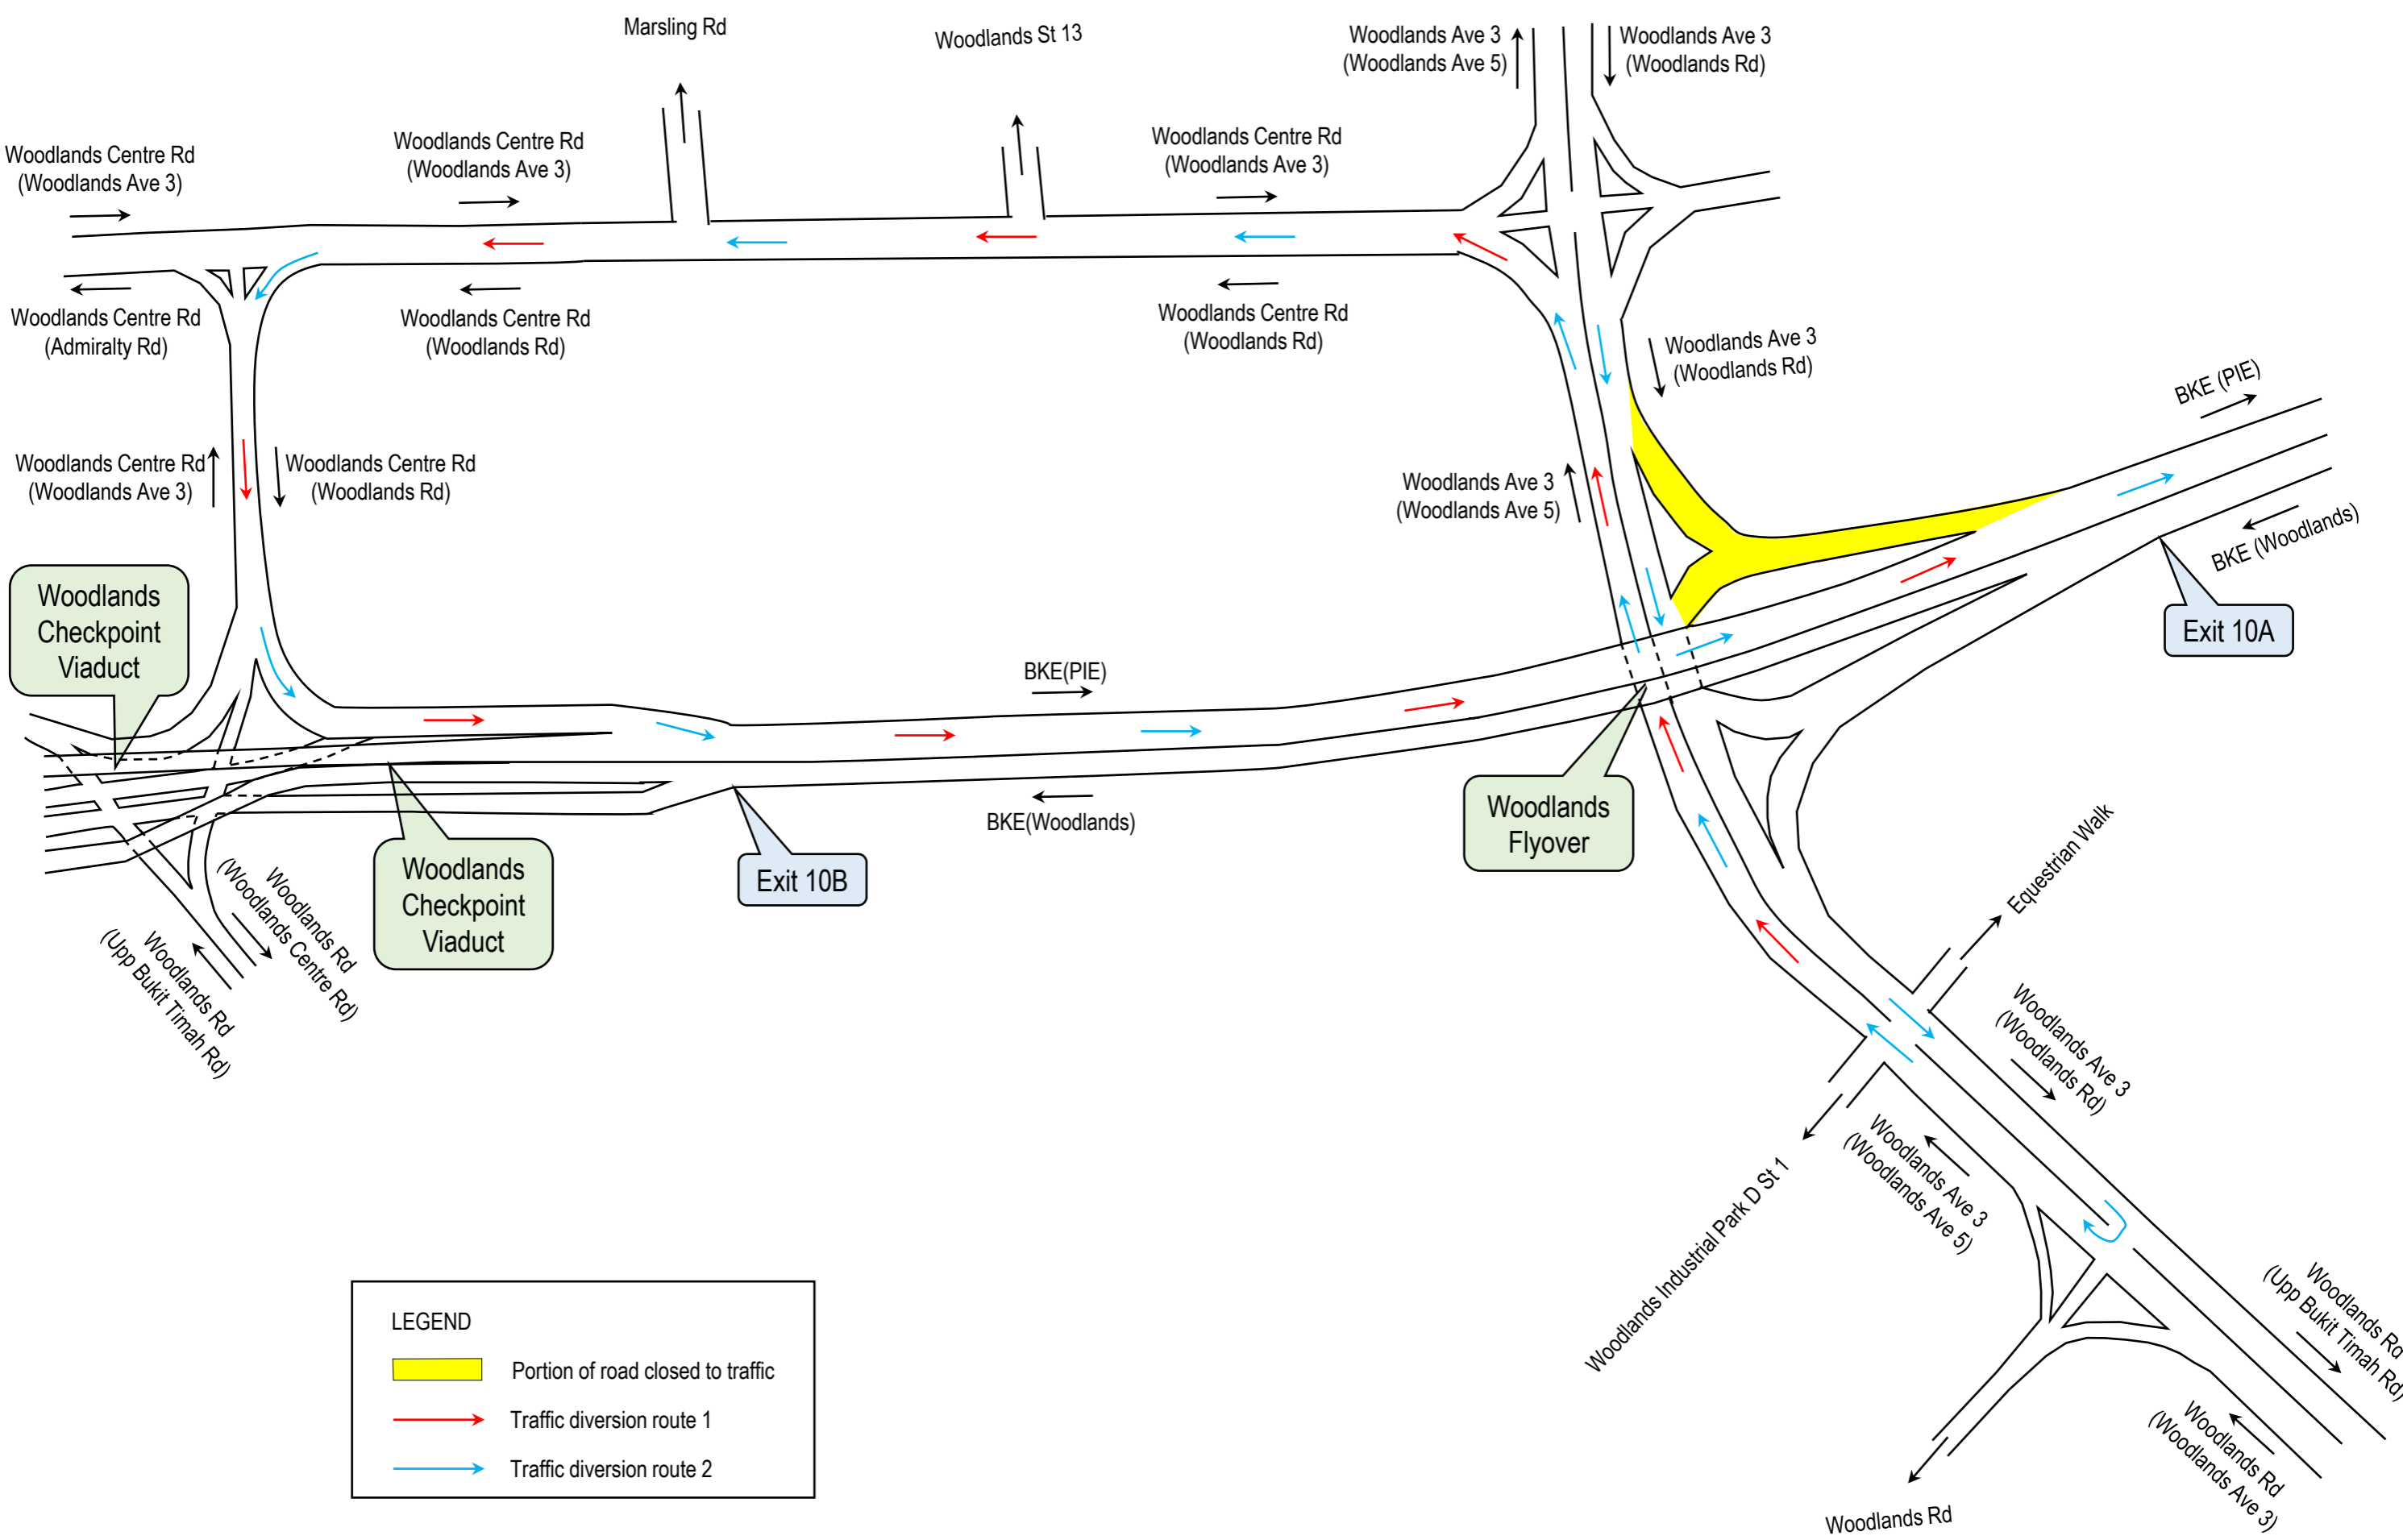 Marsling Rd
Woodlands St 13
Woodlands Ave 3
(Woodlands Ave 5)
Woodlands Ave 3
(Woodlands Rd)
Woodlands Centre Rd
(Woodlands Ave 3)
Woodlands Centre Rd
(Woodlands Ave 3)
Woodlands Centre Rd
(Woodlands Ave 3)
Woodlands Centre Rd
(Admiralty Rd)
Woodlands Centre Rd
(Woodlands Rd)
Woodlands Centre Rd
(Woodlands Rd)
Woodlands Ave 3
(Woodlands Rd)
BKE (PIE)
Woodlands Centre Rd
(Woodlands Ave 3)
Woodlands Centre Rd
(Woodlands Rd)
Woodlands Ave 3
(Woodlands Ave 5)
BKE (Woodlands)
Woodlands
Checkpoint
Viaduct
Exit 10A
BKE(PIE)
BKE(Woodlands)
Woodlands
Flyover
Woodlands
Checkpoint
Viaduct
Exit 10B
Equestrian Walk
Woodlands Rd
(Woodlands Centre Rd)
Woodlands Rd
(Upp Bukit Timah Rd)
Woodlands Ave 3
(Woodlands Rd)
Woodlands Ave 3
(Woodlands Ave 5)
Woodlands Industrial Park D St 1
Woodlands Rd
(Upp Bukit Timah Rd)
Woodlands Rd
(Woodlands Ave 3)
Woodlands Rd
LEGEND
Portion of road closed to traffic
Traffic diversion route 1
Traffic diversion route 2